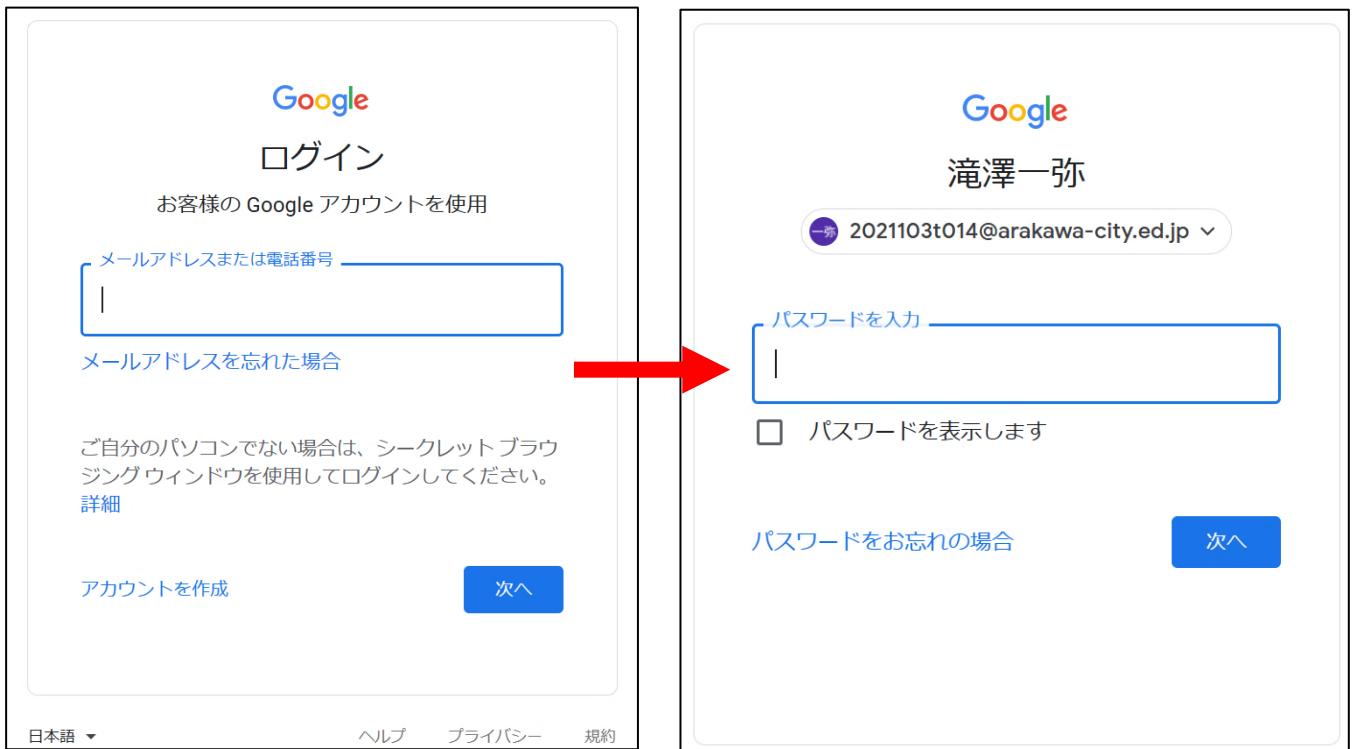 Google
ログイン
お客様の Google アカウントを使用
メールアドレスまたは電話番号
メールアドレスを忘れた場合
ご自分のパソコンでない場合は、シークレット ブラウ
ジング ウィンドウを使用してログインしてください。
詳細
アカウントを作成
次へ
日本語
ヘルプ
プライバシー
規約
Google
滝澤一弥
一弥
2021103t014@arakawa-city.ed.jp
パスワードを入力
パスワードを表示します
パスワードをお忘れの場合
次へ